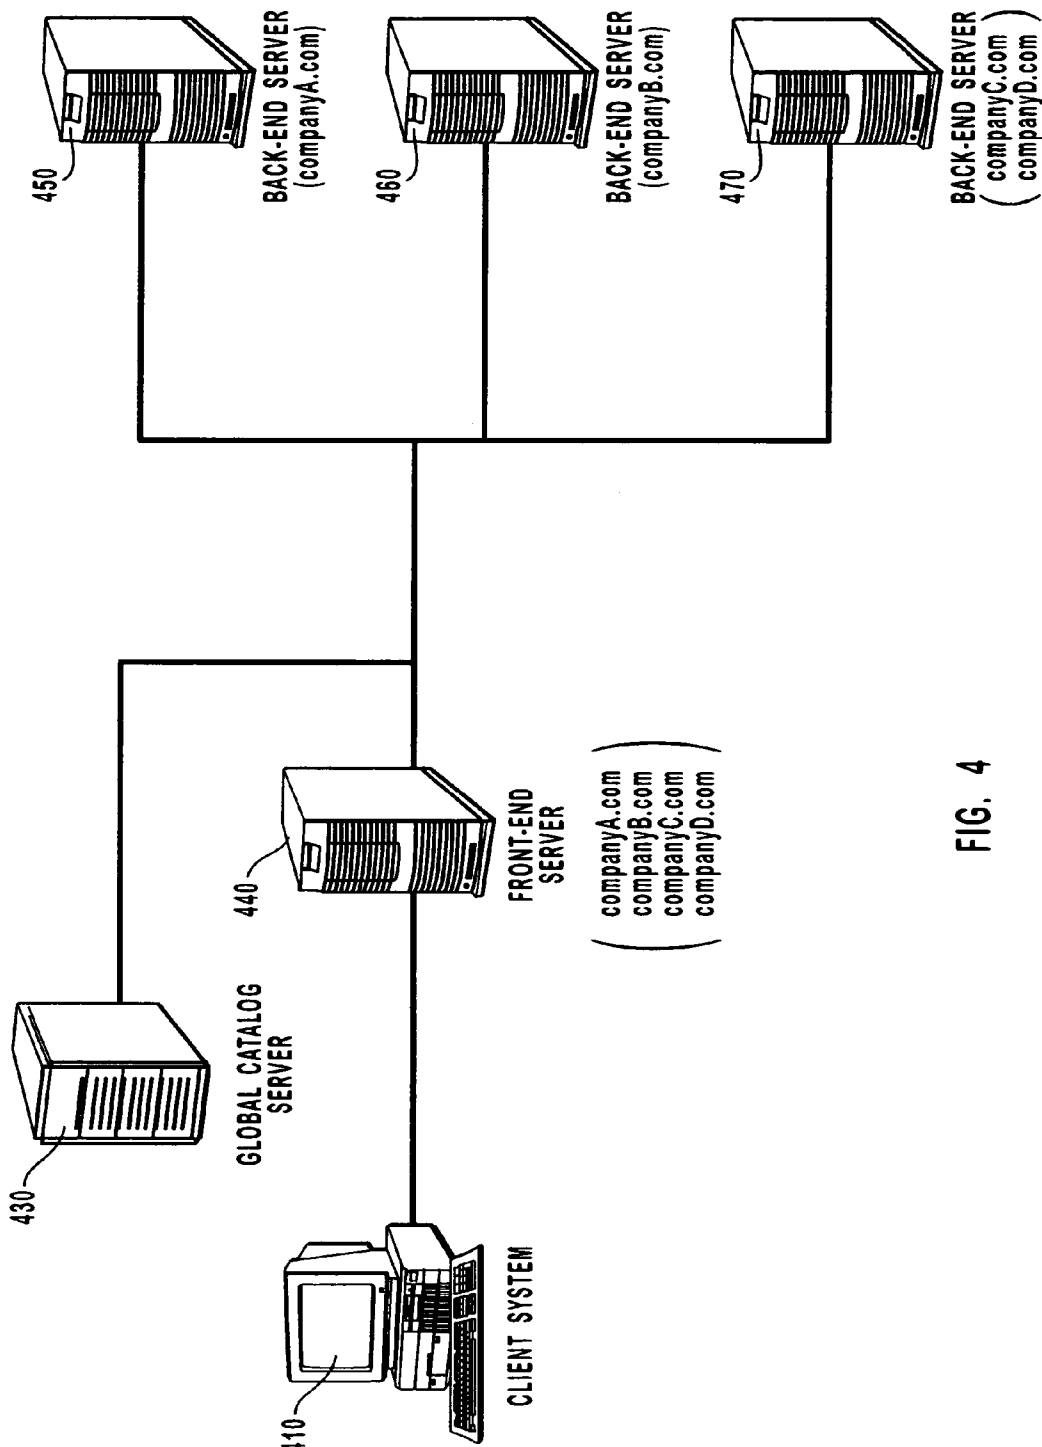 430
GLOBAL CATALOG
SERVER
410
CLIENT SYSTEM
440
FRONT-END
SERVER
companyA.com
companyB.com
companyC.com
companyD.com
450
BACK-END SERVER
(companyA.com)
460
BACK-END SERVER
(companyB.com)
470
BACK-END SERVER
(companyC.com
companyD.com)
FIG. 4